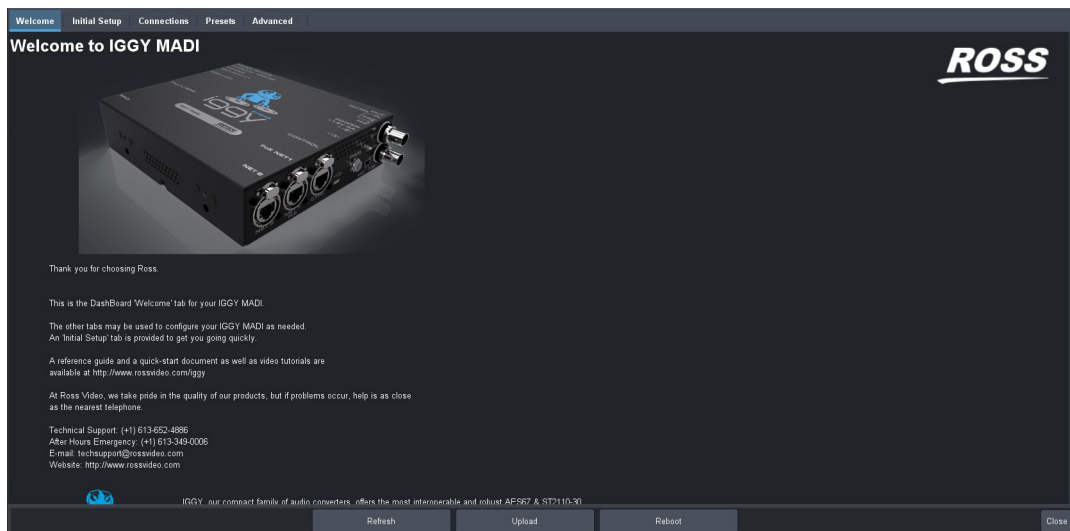 Welcome Initial Setup Connections Presets Advanced
Welcome to IGGY MADI
ROSS
iggy
CONTROL
PoE NET1
NET B
Thank you for choosing Ross.
This is the DashBoard 'Welcome' tab for your IGGY MADI.
The other tabs may be used to configure your IGGY MADI as needed.
An 'Initial Setup' tab is provided to get you going quickly.
A reference guide and a quick-start document as well as video tutorials are
available at http://www.rossvideo.com/iggy
At Ross Video, we take pride in the quality of our products, but if problems occur, help is as close
as the nearest telephone.
Technical Support: (+1) 613-652-4886
After Hours Emergency: (+1) 613-349-0006
E-mail: techsupport@rossvideo.com
Website: http://www.rossvideo.com
IGGY, our compact family of audio converters, offers the most interoperable and robust AES67 & ST2110-30
Refresh Upload Reboot Close